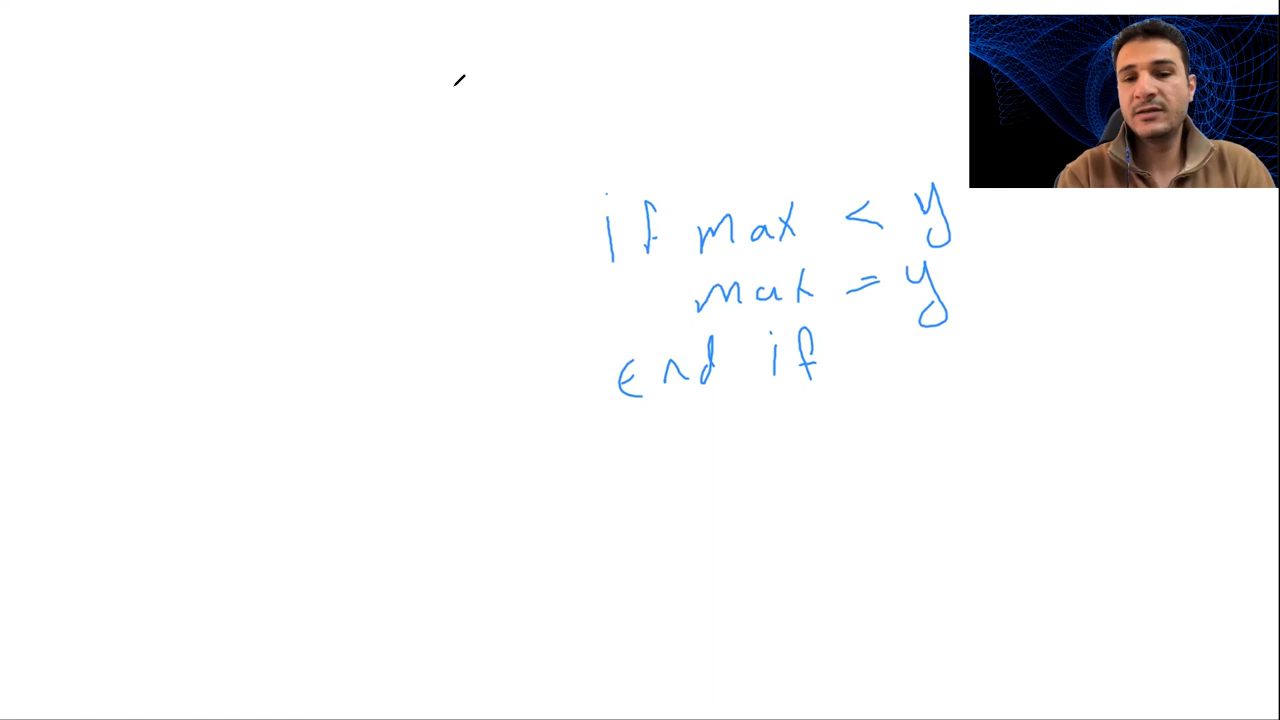 if max < y
max = y
end if